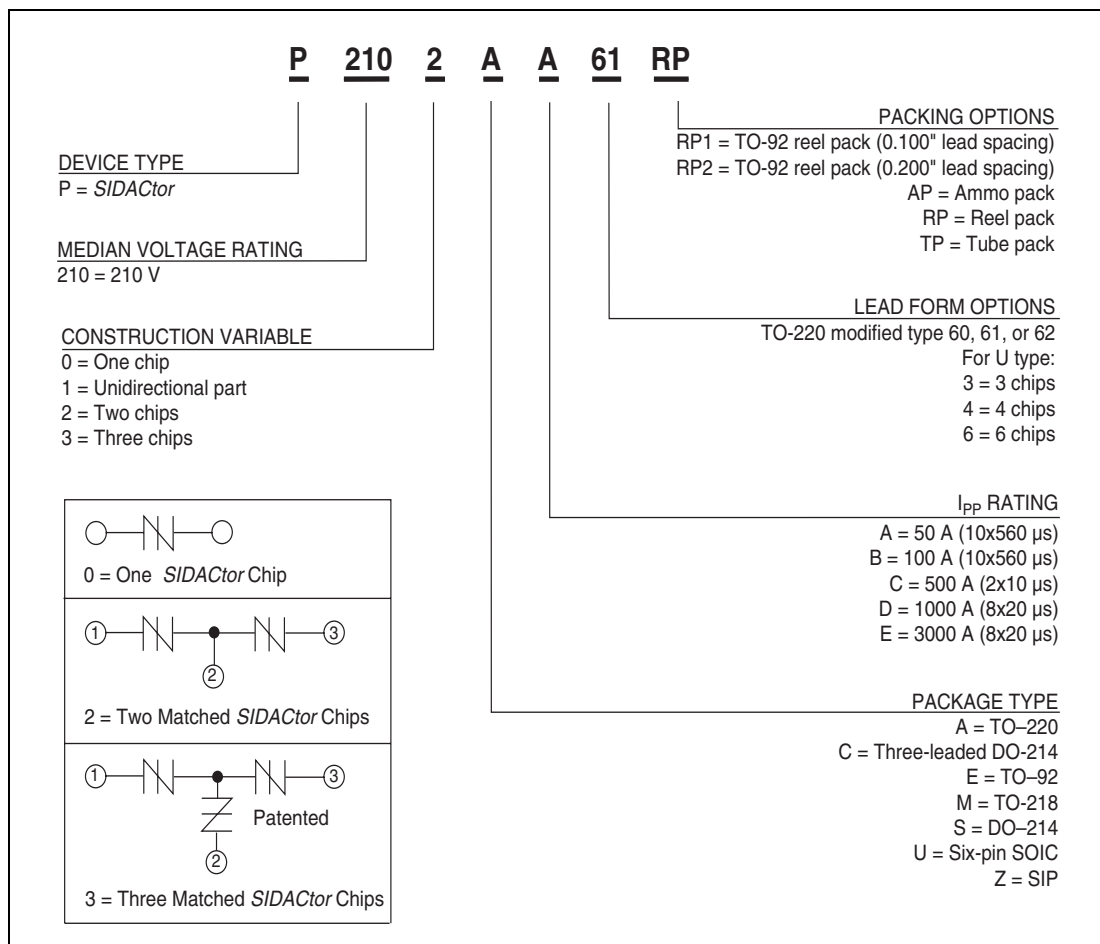 P 210 2 A A 61 RP
DEVICE TYPE
P = SIDACtor
MEDIAN VOLTAGE RATING
210 = 210 V
CONSTRUCTION VARIABLE
0 = One chip
1 = Unidirectional part
2 = Two chips
3 = Three chips
PACKING OPTIONS
RP1 = TO-92 reel pack (0.100" lead spacing)
RP2 = TO-92 reel pack (0.200" lead spacing)
AP = Ammo pack
RP = Reel pack
TP = Tube pack
LEAD FORM OPTIONS
TO-220 modified type 60, 61, or 62
For U type:
3 = 3 chips
4 = 4 chips
6 = 6 chips
IPP RATING
A = 50 A (10x560 µs)
B = 100 A (10x560 µs)
C = 500 A (2x10 µs)
D = 1000 A (8x20 µs)
E = 3000 A (8x20 µs)
PACKAGE TYPE
A = TO–220
C = Three-leaded DO-214
E = TO–92
M = TO-218
S = DO–214
U = Six-pin SOIC
Z = SIP
0 = One SIDACtor Chip
1 3
2
2 = Two Matched SIDACtor Chips
1 3
Patented
2
3 = Three Matched SIDACtor Chips